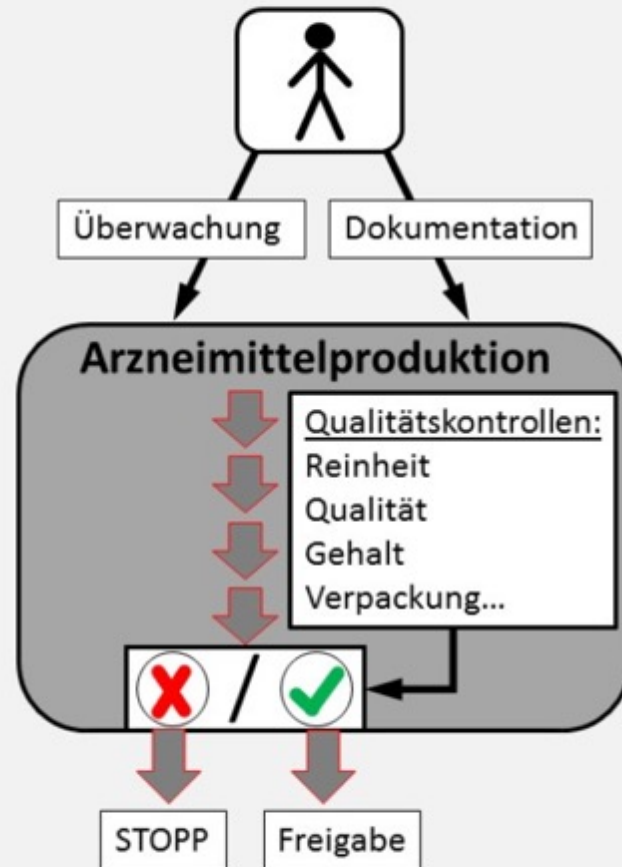 Überwachung
Dokumentation
Arzneimittelproduktion
Qualitätskontrollen:
Reinheit
Qualität
Gehalt
Verpackung...
/
STOPP
Freigabe